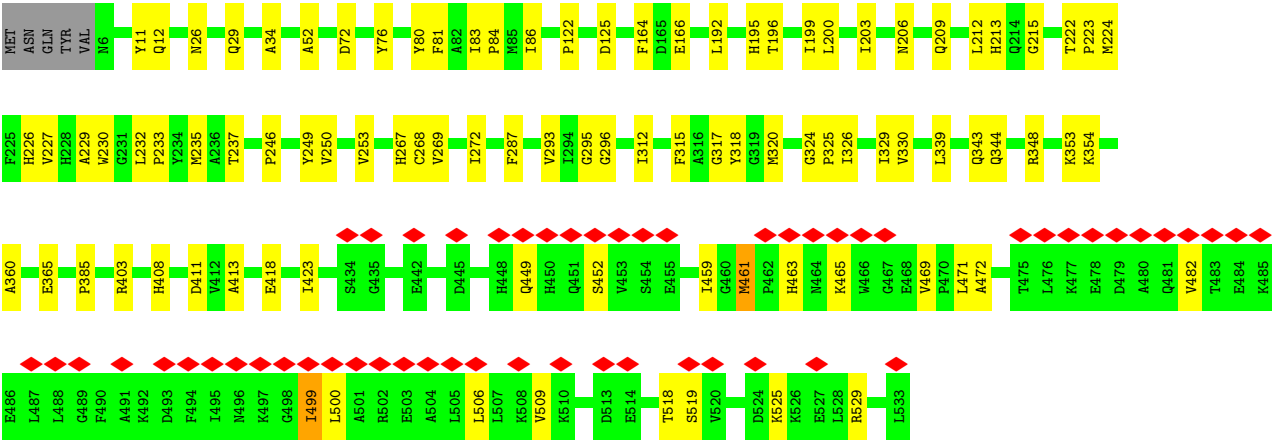 MET ASN GLN TYR VAL N6 Y11 Q12 N26 Q29 A34 A52 D72 Y76 Y80 F81 A82 I83 P84 M85 I86 P122 D125 F164 D165 E166 L192 H195 T196 I199 L200 I203 N206 Q209 L212 H213 Q214 G215 T222 P223 M224
F225 H226 V227 H228 A229 W230 G231 L232 P233 Y234 M235 A236 T237 P246 Y249 V250 V253 H267 C268 V269 I272 F287 V293 I294 G295 G296 I312 F315 A316 G317 Y318 G319 M320 G324 P325 I326 I329 V330 L339 Q343 Q344 R348 K353 K354
A360 E365 P385 R403 H408 D411 V412 A413 E418 I423 S434 G435 E442 D445 H448 Q449 H450 Q451 S452 V453 S454 E455 I459 G460 M461 P462 H463 N464 K465 W466 G467 E468 V469 P470 L471 A472 T475 L476 K477 E478 D479 A480 Q481 V482 T483 E484 K485
E486 L487 L488 G489 F490 A491 K492 D493 F494 I495 N496 K497 G498 I499 L500 A501 R502 E503 A504 L505 L506 L507 K508 V509 K510 D513 E514 T518 S519 V520 D524 K525 K526 E527 L528 R529 L533